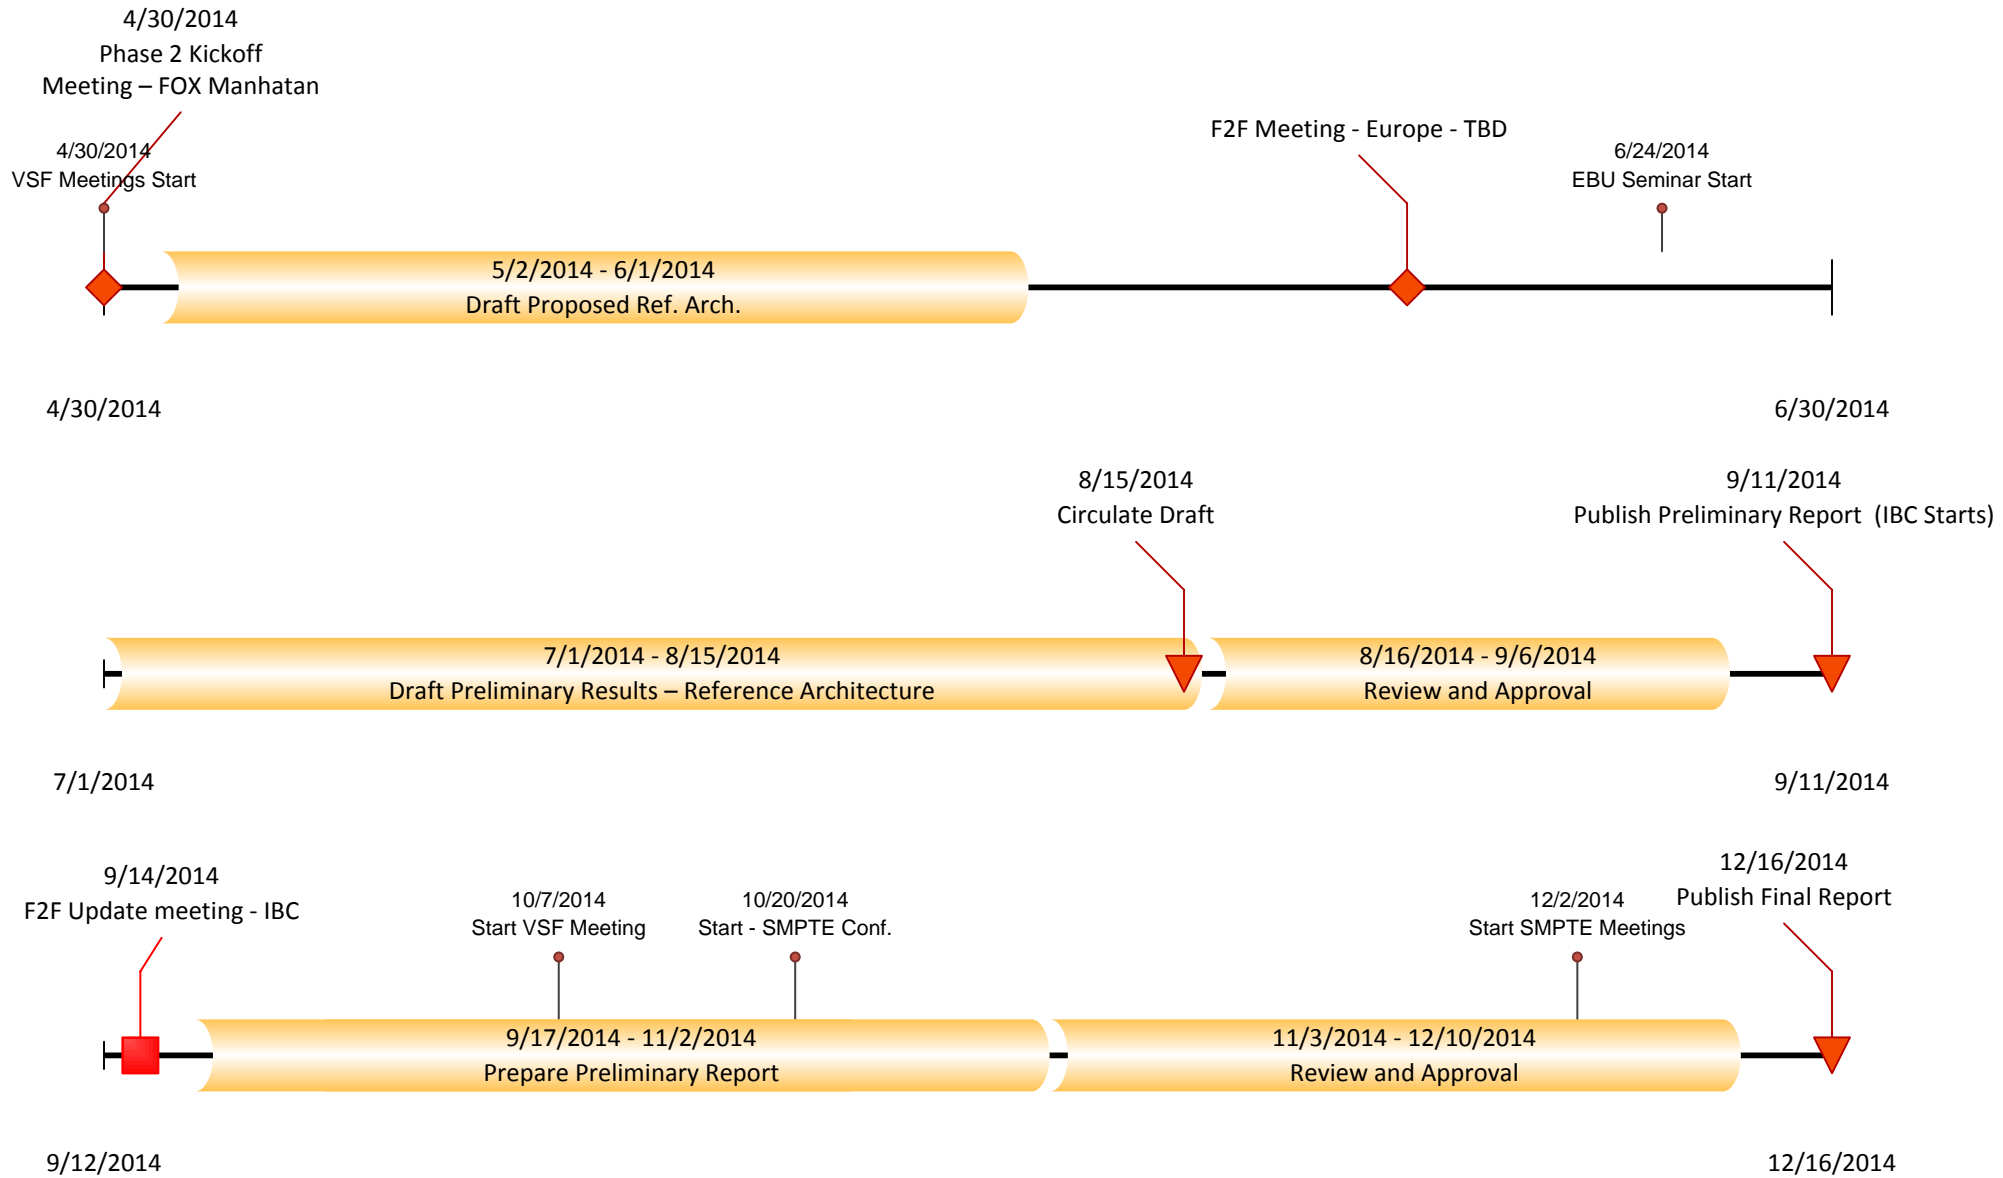 4/30/2014
Phase 2 Kickoff
Meeting – FOX Manhatan
4/30/2014
VSF Meetings Start
F2F Meeting - Europe - TBD
6/24/2014
EBU Seminar Start
5/2/2014 - 6/1/2014
Draft Proposed Ref. Arch.
4/30/2014
6/30/2014
8/15/2014
Circulate Draft
9/11/2014
Publish Preliminary Report  (IBC Starts)
7/1/2014 - 8/15/2014
Draft Preliminary Results – Reference Architecture
8/16/2014 - 9/6/2014
Review and Approval
7/1/2014
9/11/2014
9/14/2014
F2F Update meeting - IBC
10/7/2014
Start VSF Meeting
10/20/2014
Start - SMPTE Conf.
12/2/2014
Start SMPTE Meetings
12/16/2014
Publish Final Report
9/17/2014 - 11/2/2014
Prepare Preliminary Report
11/3/2014 - 12/10/2014
Review and Approval
9/12/2014
12/16/2014